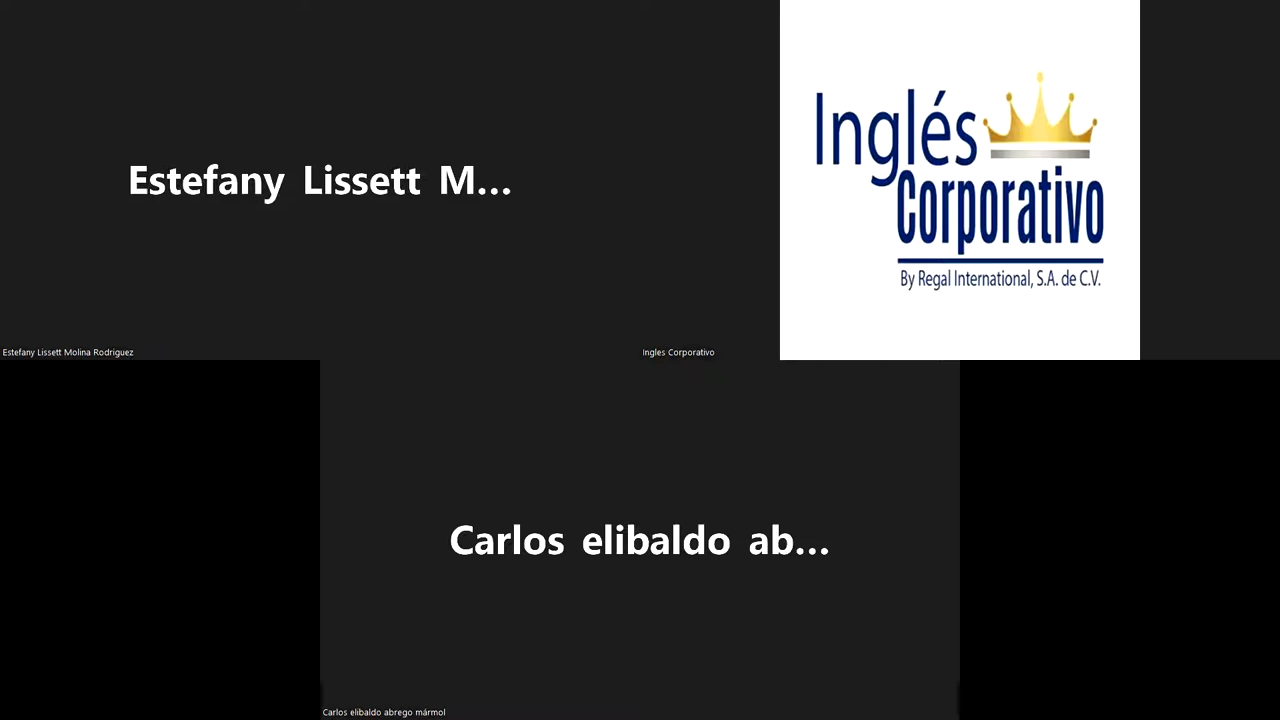 Estefany Lissett M...
Estefany Lissett Molina Rodriguez
Inglés
Corporativo
By Regal International, S.A. de C.V.
Ingles Corporativo
Carlos elibaldo ab...
Carlos elibaldo abrego mármol